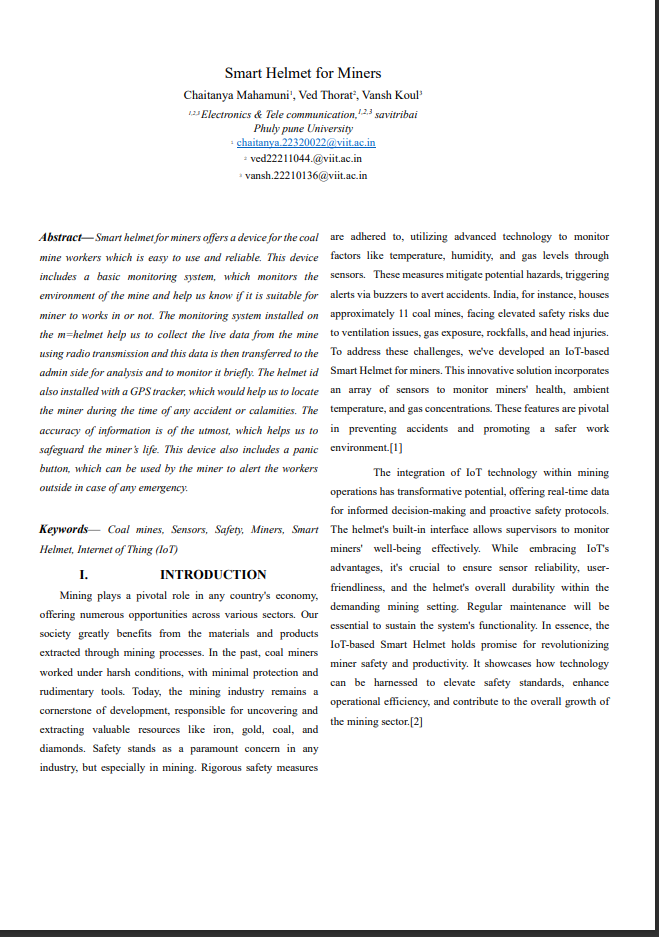 Smart Helmet for Miners
Chaitanya Mahamuni¹, Ved Thorat², Vansh Koul³
1,2,3 Electronics & Tele communication,1,2,3 savitribai
Phuly pune University
1 chaitanya.22320022@viit.ac.in
2 ved22211044.@viit.ac.in
3 vansh.22210136@viit.ac.in
Abstract— Smart helmet for miners offers a device for the coal
mine workers which is easy to use and reliable. This device
includes a basic monitoring system, which monitors the
environment of the mine and help us know if it is suitable for
miner to works in or not. The monitoring system installed on
the m=helmet help us to collect the live data from the mine
using radio transmission and this data is then transferred to the
admin side for analysis and to monitor it briefly. The helmet id
also installed with a GPS tracker, which would help us to locate
the miner during the time of any accident or calamities. The
accuracy of information is of the utmost, which helps us to
safeguard the miner's life. This device also includes a panic
button, which can be used by the miner to alert the workers
outside in case of any emergency.
Keywords— Coal mines, Sensors, Safety, Miners, Smart
Helmet, Internet of Thing (IoT)
I. INTRODUCTION
Mining plays a pivotal role in any country's economy,
offering numerous opportunities across various sectors. Our
society greatly benefits from the materials and products
extracted through mining processes. In the past, coal miners
worked under harsh conditions, with minimal protection and
rudimentary tools. Today, the mining industry remains a
cornerstone of development, responsible for uncovering and
extracting valuable resources like iron, gold, coal, and
diamonds. Safety stands as a paramount concern in any
industry, but especially in mining. Rigorous safety measures
are adhered to, utilizing advanced technology to monitor
factors like temperature, humidity, and gas levels through
sensors. These measures mitigate potential hazards, triggering
alerts via buzzers to avert accidents. India, for instance, houses
approximately 11 coal mines, facing elevated safety risks due
to ventilation issues, gas exposure, rockfalls, and head injuries.
To address these challenges, we've developed an IoT-based
Smart Helmet for miners. This innovative solution incorporates
an array of sensors to monitor miners' health, ambient
temperature, and gas concentrations. These features are pivotal
in preventing accidents and promoting a safer work
environment.[1]
The integration of IoT technology within mining
operations has transformative potential, offering real-time data
for informed decision-making and proactive safety protocols.
The helmet's built-in interface allows supervisors to monitor
miners' well-being effectively. While embracing IoT's
advantages, it's crucial to ensure sensor reliability, user-
friendliness, and the helmet's overall durability within the
demanding mining setting. Regular maintenance will be
essential to sustain the system's functionality. In essence, the
IoT-based Smart Helmet holds promise for revolutionizing
miner safety and productivity. It showcases how technology
can be harnessed to elevate safety standards, enhance
operational efficiency, and contribute to the overall growth of
the mining sector.[2]